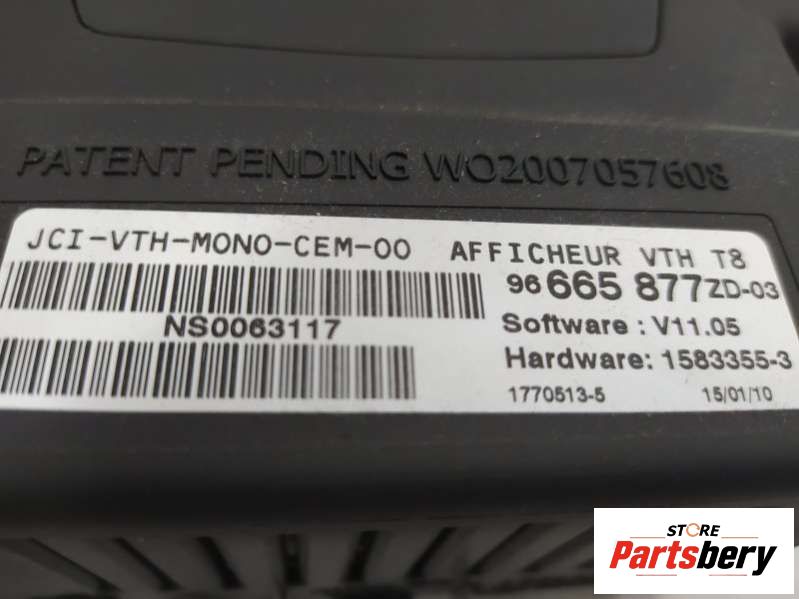 PATENT PENDING WO2007057608
JCI-VTH-MONO-CEM-00 AFFICHEUR VTH T8
96 665 877ZD-03
NS0063117
Software : V11.05
Hardware: 1583355-3
1770513-5 15/01/10
STORE
Partsbery